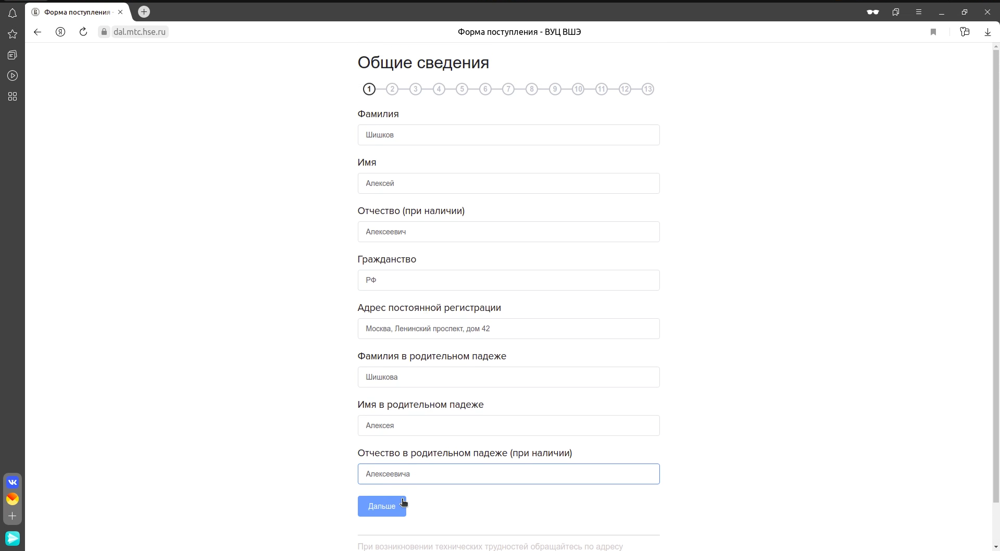 Форма поступления -
dal.mtc.hse.ru
Форма поступления - ВУЦ ВШЭ
Общие сведения
1 2 3 4 5 6 7 8 9 10 11 12 13
Фамилия
Шишков
Имя
Алексей
Отчество (при наличии)
Алексеевич
Гражданство
РФ
Адрес постоянной регистрации
Москва, Ленинский проспект, дом 42
Фамилия в родительном падеже
Шишкова
Имя в родительном падеже
Алексея
Отчество в родительном падеже (при наличии)
Алексеевича
Дальше
При возникновении технических трудностей обращайтесь по адресу